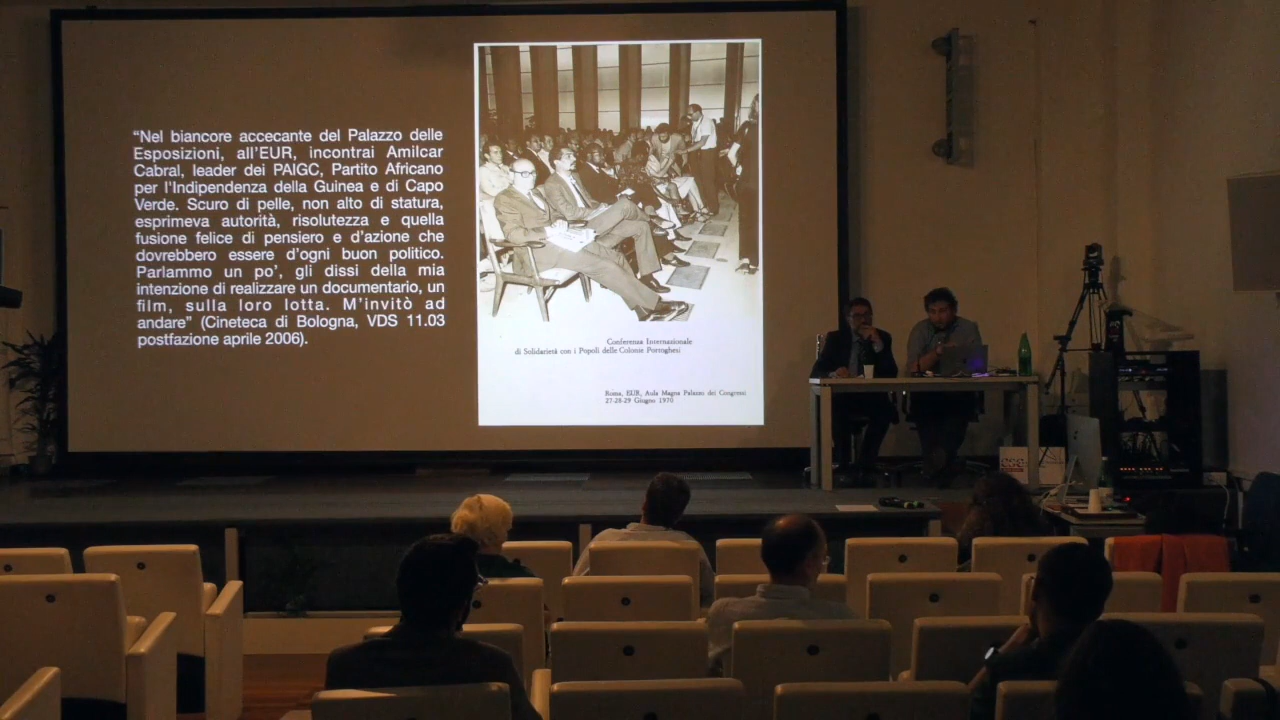 “Nel biancore accecante del Palazzo delle
Esposizioni, all’EUR, incontrai Amilcar
Cabral, leader dei PAIGC, Partito Africano
per l'Indipendenza della Guinea e di Capo
Verde. Scuro di pelle, non alto di statura,
esprimeva autorità, risolutezza e quella
fusione felice di pensiero e d’azione che
dovrebbero essere d’ogni buon politico.
Parlammo un po’, gli dissi della mia
intenzione di realizzare un documentario, un
film, sulla loro lotta. M’invitò ad
andare” (Cineteca di Bologna, VDS 11.03
postfazione aprile 2006).
Conferenza Internazionale
di Solidarietà con i Popoli delle Colonie Portoghesi
Roma, EUR, Aula Magna Palazzo dei Congressi
27-28-29 Giugno 1970